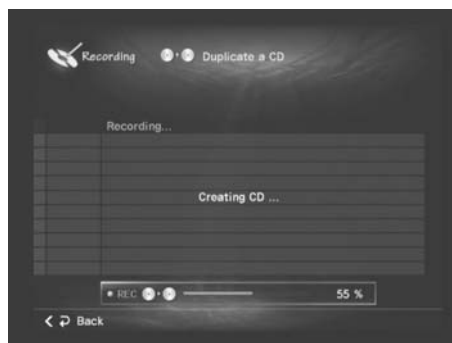 Recording Duplicate a CD
Recording...
Creating CD ...
REC 55 %
Back